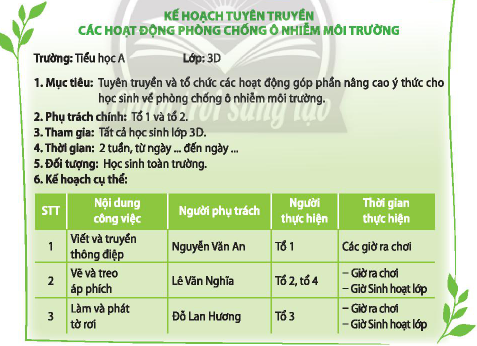 KẾ HOẠCH TUYÊN TRUYỀN
CÁC HOẠT ĐỘNG PHÒNG CHỐNG Ô NHIỄM MÔI TRƯỜNG
Trường: Tiểu học A Lớp: 3D
1. Mục tiêu: Tuyên truyền và tổ chức các hoạt động góp phần nâng cao ý thức cho
học sinh về phòng chống ô nhiễm môi trường.
2. Phụ trách chính: Tổ 1 và tổ 2.
3. Tham gia: Tất cả học sinh lớp 3D.
4. Thời gian: 2 tuần, từ ngày ... đến ngày ...
5. Đối tượng: Học sinh toàn trường.
6. Kế hoạch cụ thể:
STT Nội dung công việc Người phụ trách Người thực hiện Thời gian thực hiện
1 Viết và truyền thông điệp Nguyễn Văn An Tổ 1 Các giờ ra chơi
2 Vẽ và treo áp phích Lê Văn Nghĩa Tổ 2, tổ 4 – Giờ ra chơi – Giờ Sinh hoạt lớp
3 Làm và phát tờ rơi Đỗ Lan Hương Tổ 3 – Giờ ra chơi – Giờ Sinh hoạt lớp